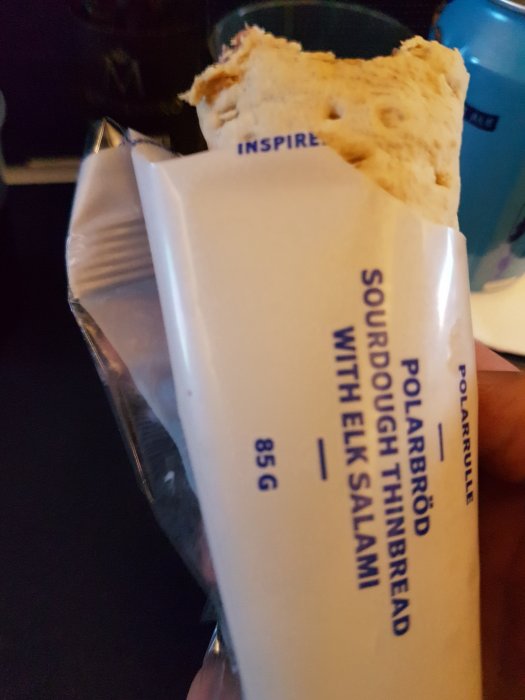 INSPIRE
POLARRULLE
POLARBRÖD
SOURDOUGH THINBREAD
WITH ELK SALAMI
85 G